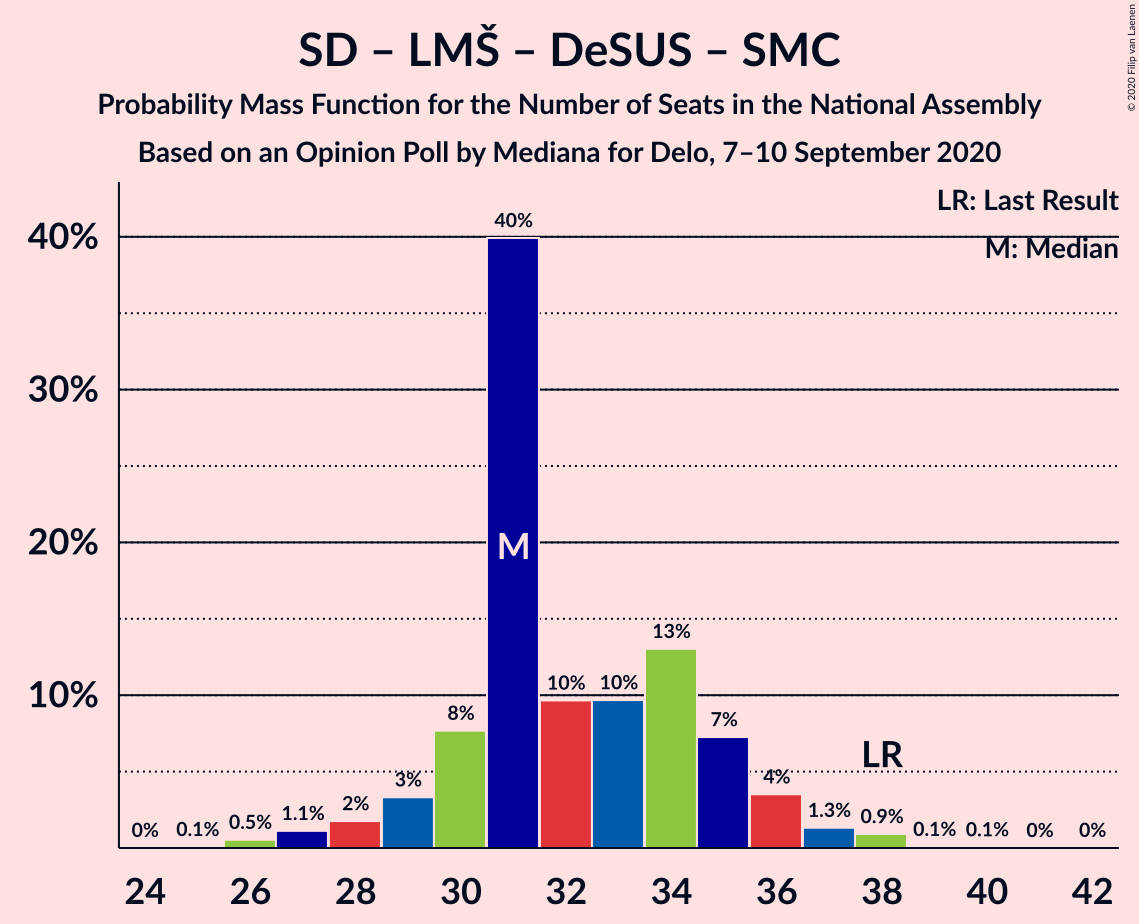 SD – LMŠ – DeSUS – SMC
Probability Mass Function for the Number of Seats in the National Assembly
Based on an Opinion Poll by Mediana for Delo, 7–10 September 2020
© 2020 Filip van Laenen
LR: Last Result
M: Median
40%
30%
20%
10%
0%
0.1%
0.5%
1.1%
2%
3%
8%
40%
10%
10%
13%
7%
4%
1.3%
0.9%
0.1%
0.1%
0%
0%
M
LR
24 26 28 30 32 34 36 38 40 42